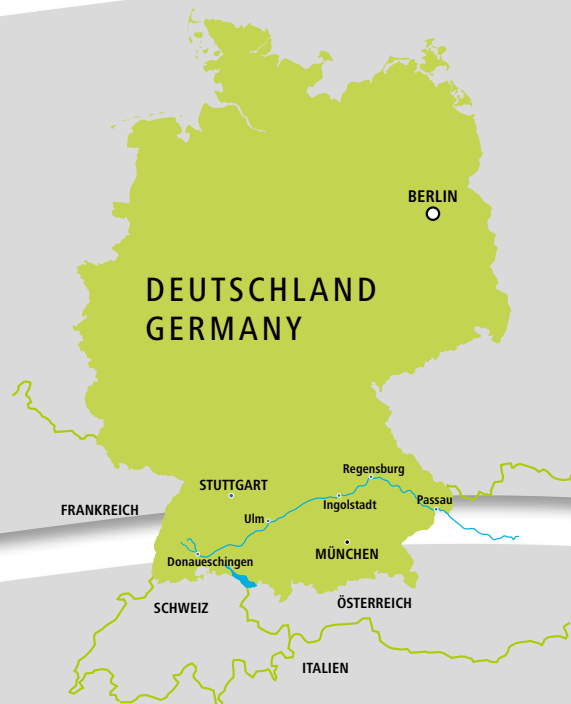 BERLIN
DEUTSCHLAND
GERMANY
Regensburg
STUTTGART
Passau
Ingolstadt
FRANKREICH
Ulm
MÜNCHEN
Donaueschingen
ÖSTERREICH
SCHWEIZ
ITALIEN